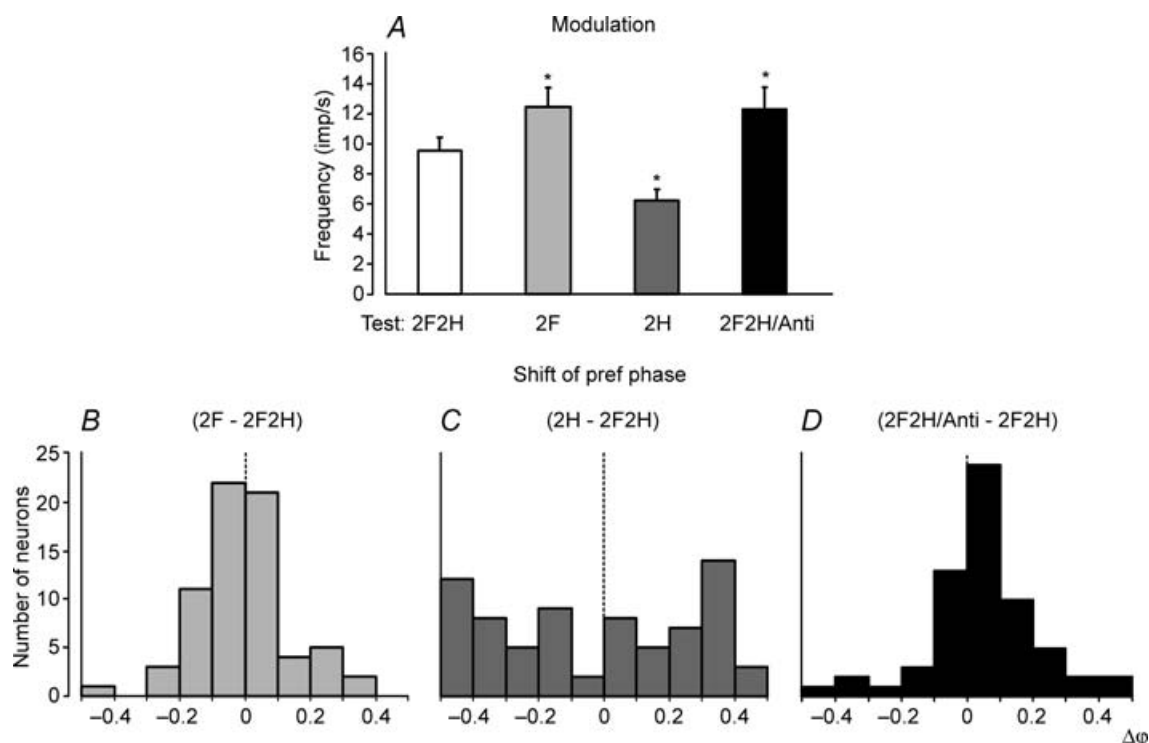 A Modulation
Frequency (imp/s)
16
14
12
10
8
6
4
2
0
* * *
Test: 2F2H 2F 2H 2F2H/Anti
Shift of pref phase
B (2F - 2F2H) C (2H - 2F2H) D (2F2H/Anti - 2F2H)
Number of neurons
25
20
15
10
5
0
–0.4 –0.2 0 0.2 0.4 –0.4 –0.2 0 0.2 0.4 –0.4 –0.2 0 0.2 0.4
Δφ